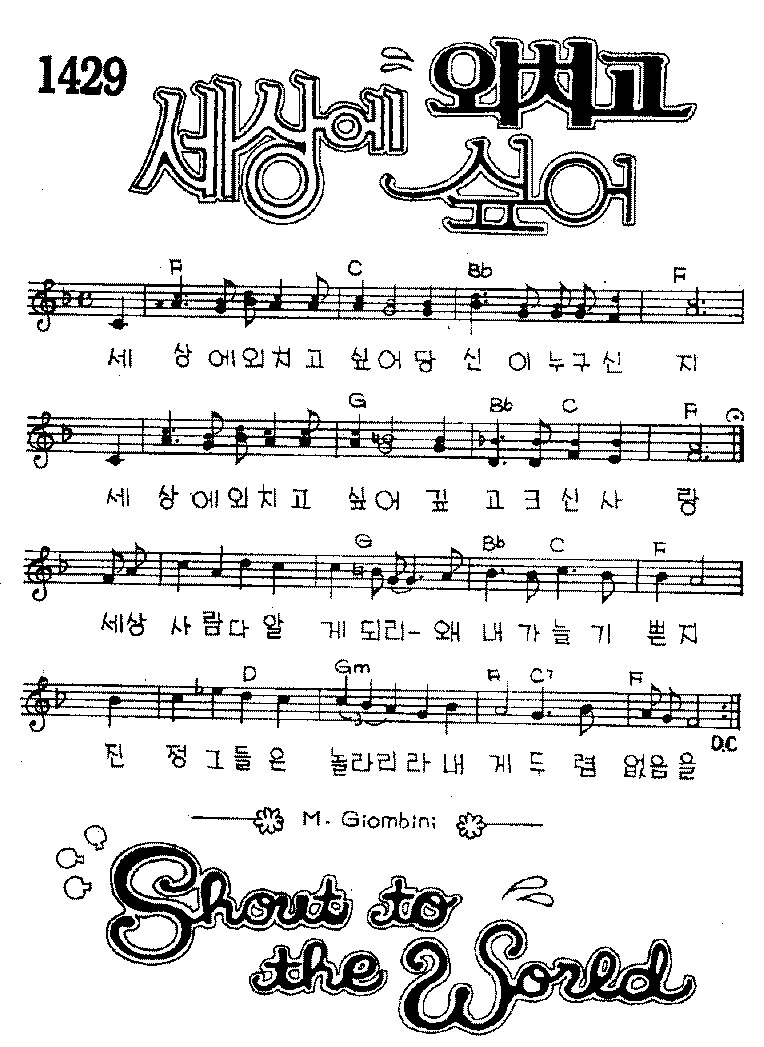 1429
세상에 외치고
싶어
F C Bb F
세 상 에 외 치 고 싶 어 당 신 이 누 구 신 지
G Bb C F
세 상 에 외 치 고 싶 어 깊 고 크 신 사 랑
G Bb C F
세상 사 람 다 알 게 되리- 왜 내 가 늘 기 쁜 지
D Gm F C7 F
진 정 그 들 은 놀라리라 내 게 두 렴 없음을
D.C
M. Giombini
Shout to
the World